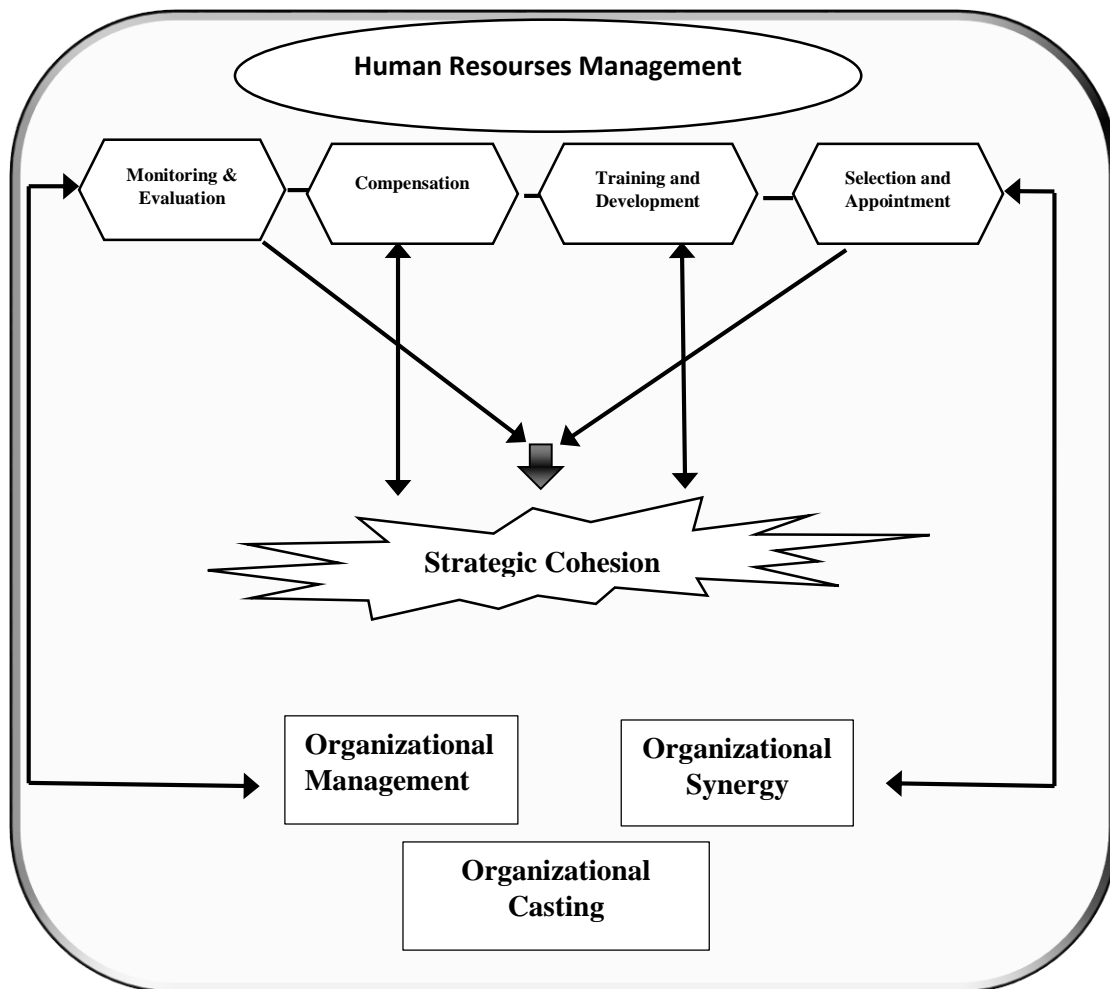 Human Resourses Management
Monitoring &
Evaluation
Compensation
Training and
Development
Selection and
Appointment
Strategic Cohesion
Organizational
Management
Organizational
Synergy
Organizational
Casting